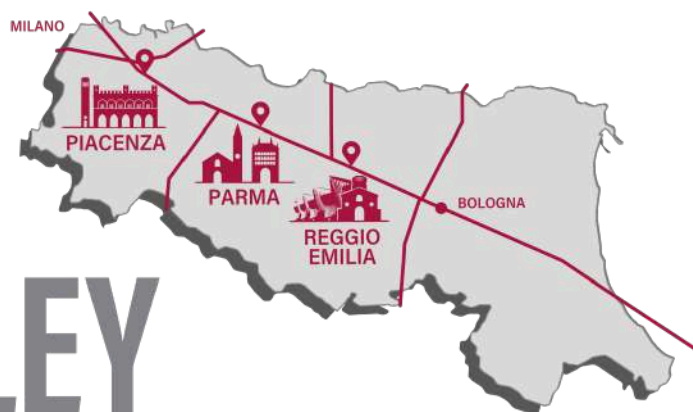 MILANO
PIACENZA
PARMA
REGGIO
EMILIA
BOLOGNA
LEY